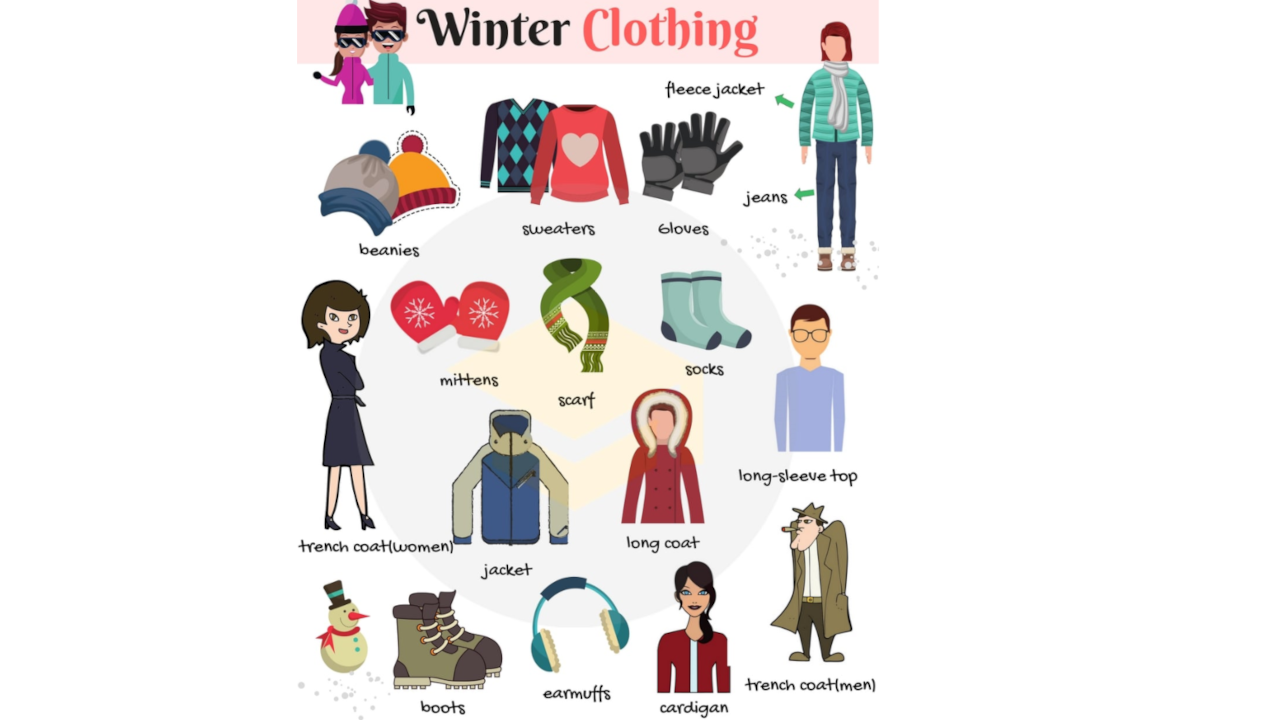 Winter Clothing
fleece jacket
jeans
beanies
sweaters
Gloves
mittens
scarf
socks
long-sleeve top
trench coat(women)
jacket
long coat
boots
earmuffs
cardigan
trench coat(men)